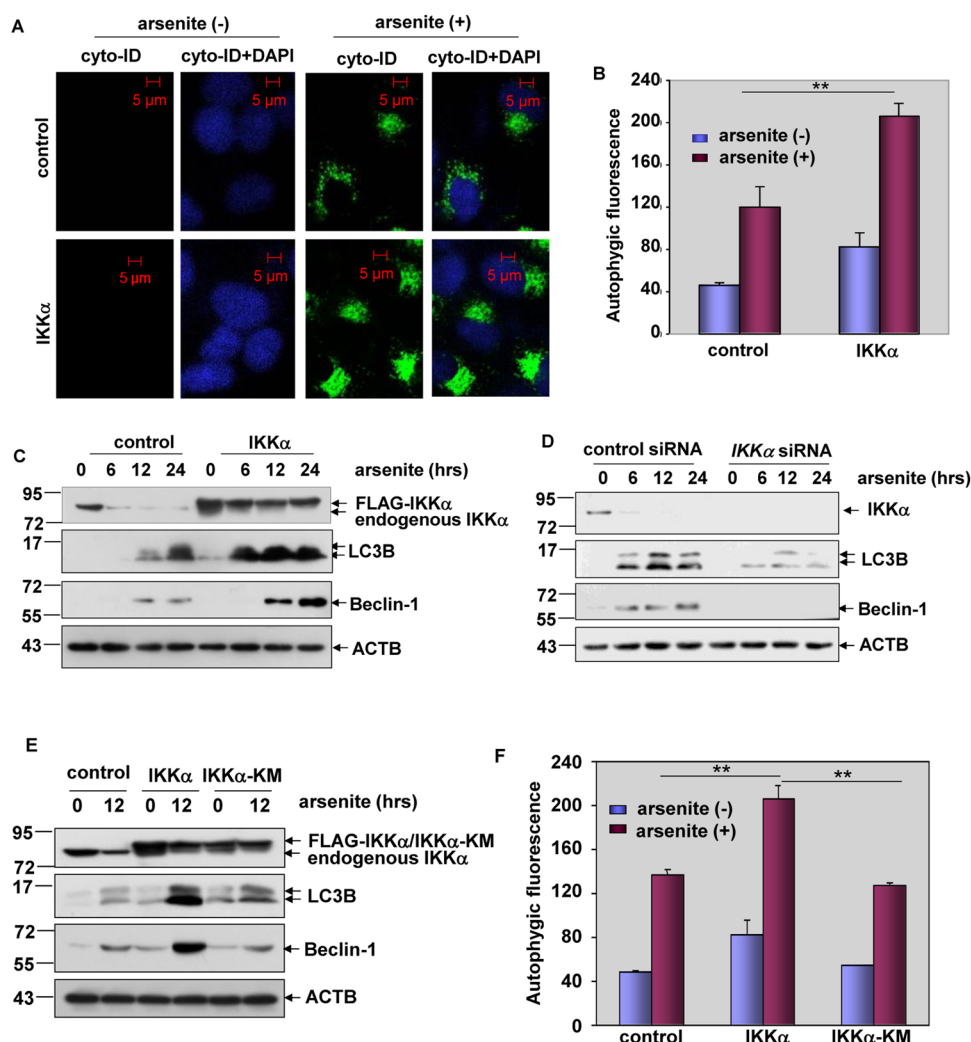 A
arsenite (-)
arsenite (+)
cyto-ID
cyto-ID+DAPI
cyto-ID
cyto-ID+DAPI
control
5 µm
5 µm
5 µm
5 µm
IKKα
5 µm
5 µm
5 µm
5 µm
B
Autophygic fluorescence
240
200
160
120
80
40
0
**
arsenite (-)
arsenite (+)
control
IKKα
C
control
IKKα
0 6 12 24 0 6 12 24 arsenite (hrs)
95
72
FLAG-IKKα
endogenous IKKα
17
LC3B
72
55
Beclin-1
43
ACTB
D
control siRNA
IKKα siRNA
0 6 12 24 0 6 12 24 arsenite (hrs)
95
72
IKKα
17
LC3B
72
55
Beclin-1
43
ACTB
E
control
IKKα
IKKα-KM
0 12 0 12 0 12 arsenite (hrs)
95
72
FLAG-IKKα/IKKα-KM
endogenous IKKα
17
LC3B
72
55
Beclin-1
43
ACTB
F
Autophygic fluorescence
240
200
160
120
80
40
0
**
**
arsenite (-)
arsenite (+)
control
IKKα
IKKα-KM